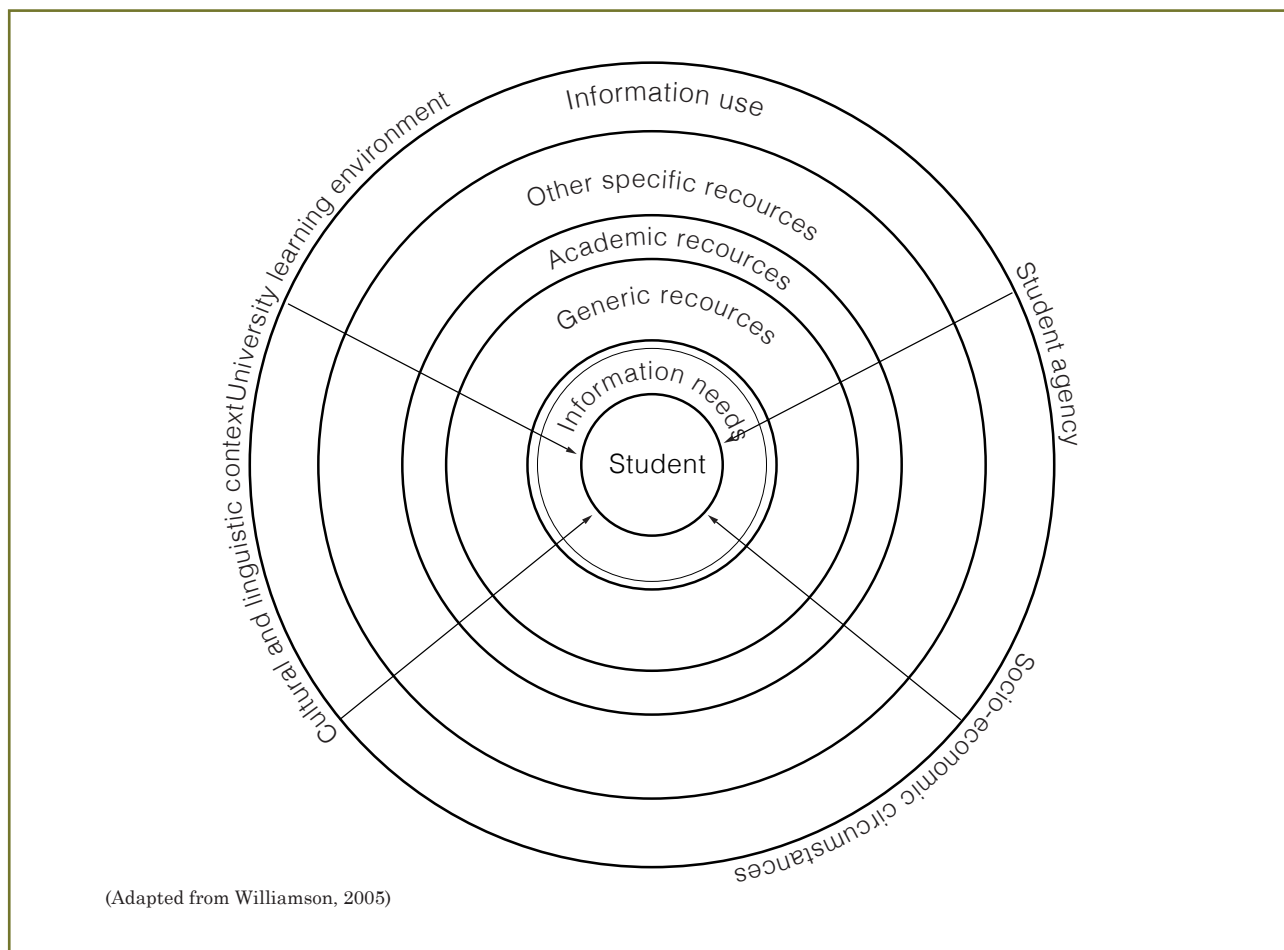 Information use
Other specific recources
Academic recources
Generic recources
Information needs
Student
University learning environment
Cultural and linguistic context
Student agency
Socio-economic circumstances
(Adapted from Williamson, 2005)